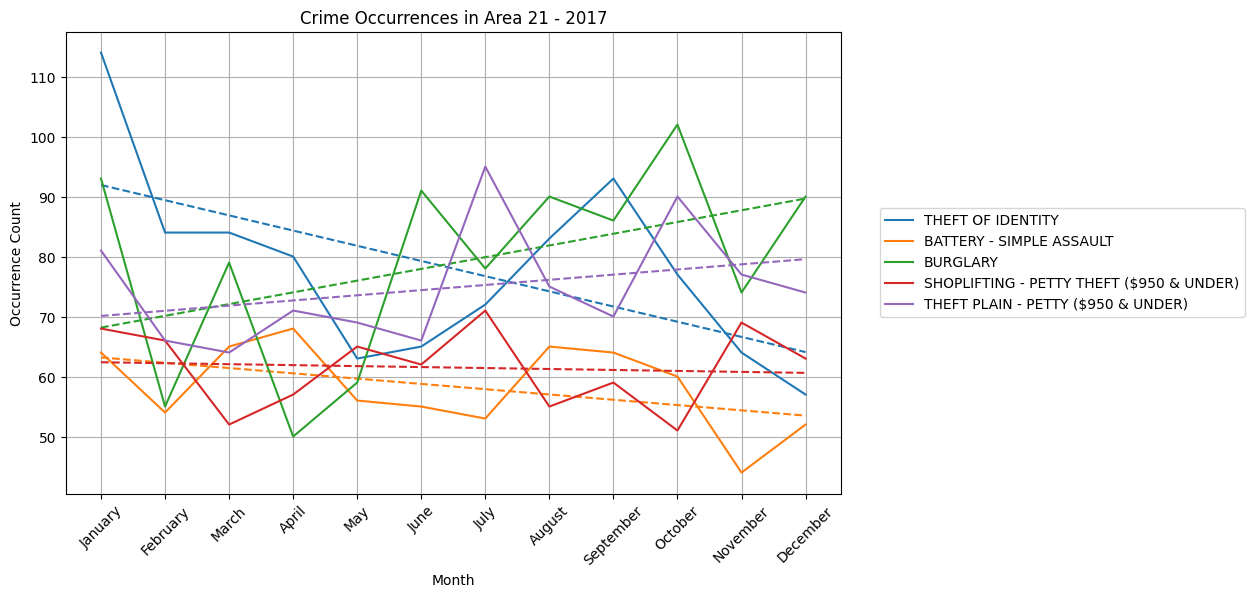 Crime Occurrences in Area 21 - 2017
Occurrence Count
110
100
90
80
70
60
50
January
February
March
April
May
June
July
August
September
October
November
December
Month
THEFT OF IDENTITY
BATTERY - SIMPLE ASSAULT
BURGLARY
SHOPLIFTING - PETTY THEFT ($950 & UNDER)
THEFT PLAIN - PETTY ($950 & UNDER)